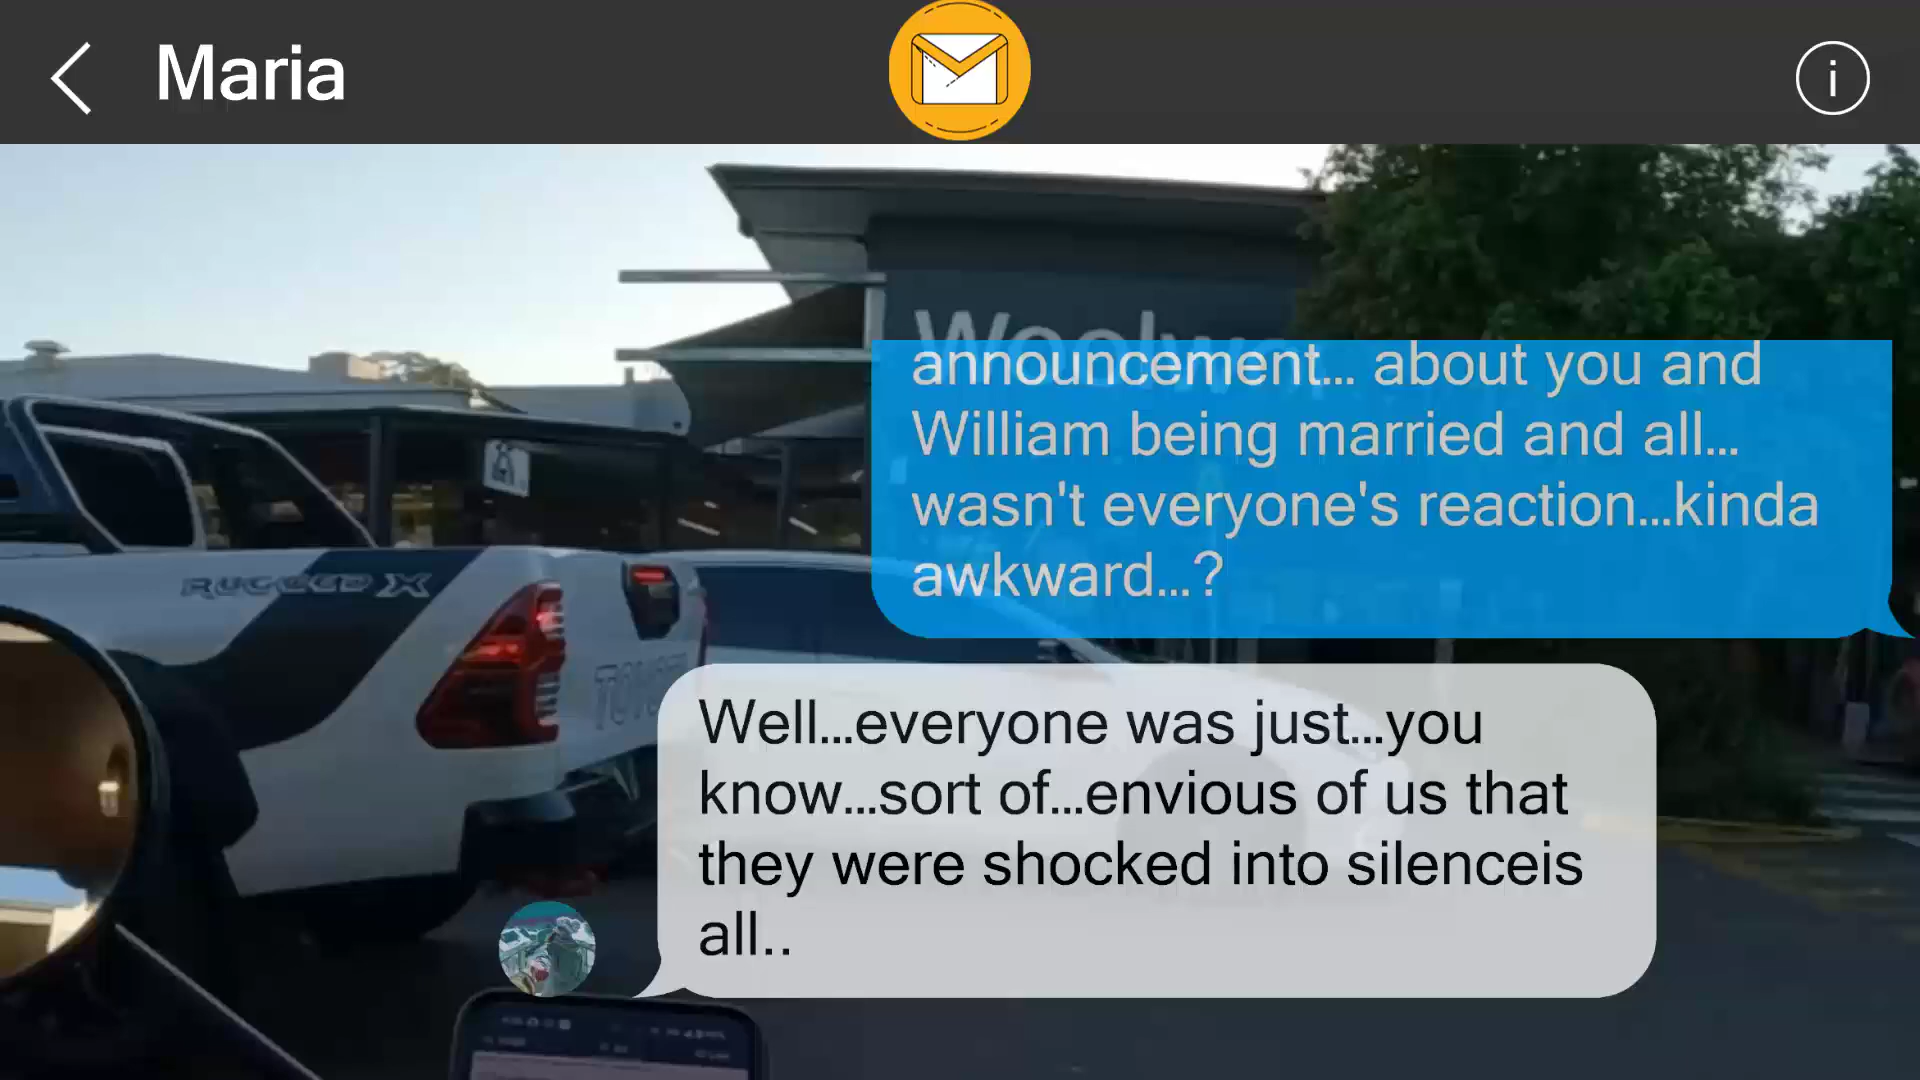 Maria
i
Woolwo
announcement... about you and
William being married and all...
wasn't everyone's reaction...kinda
awkward...?
RUGGED X
Well...everyone was just...you
know...sort of...envious of us that
they were shocked into silenceis
all..